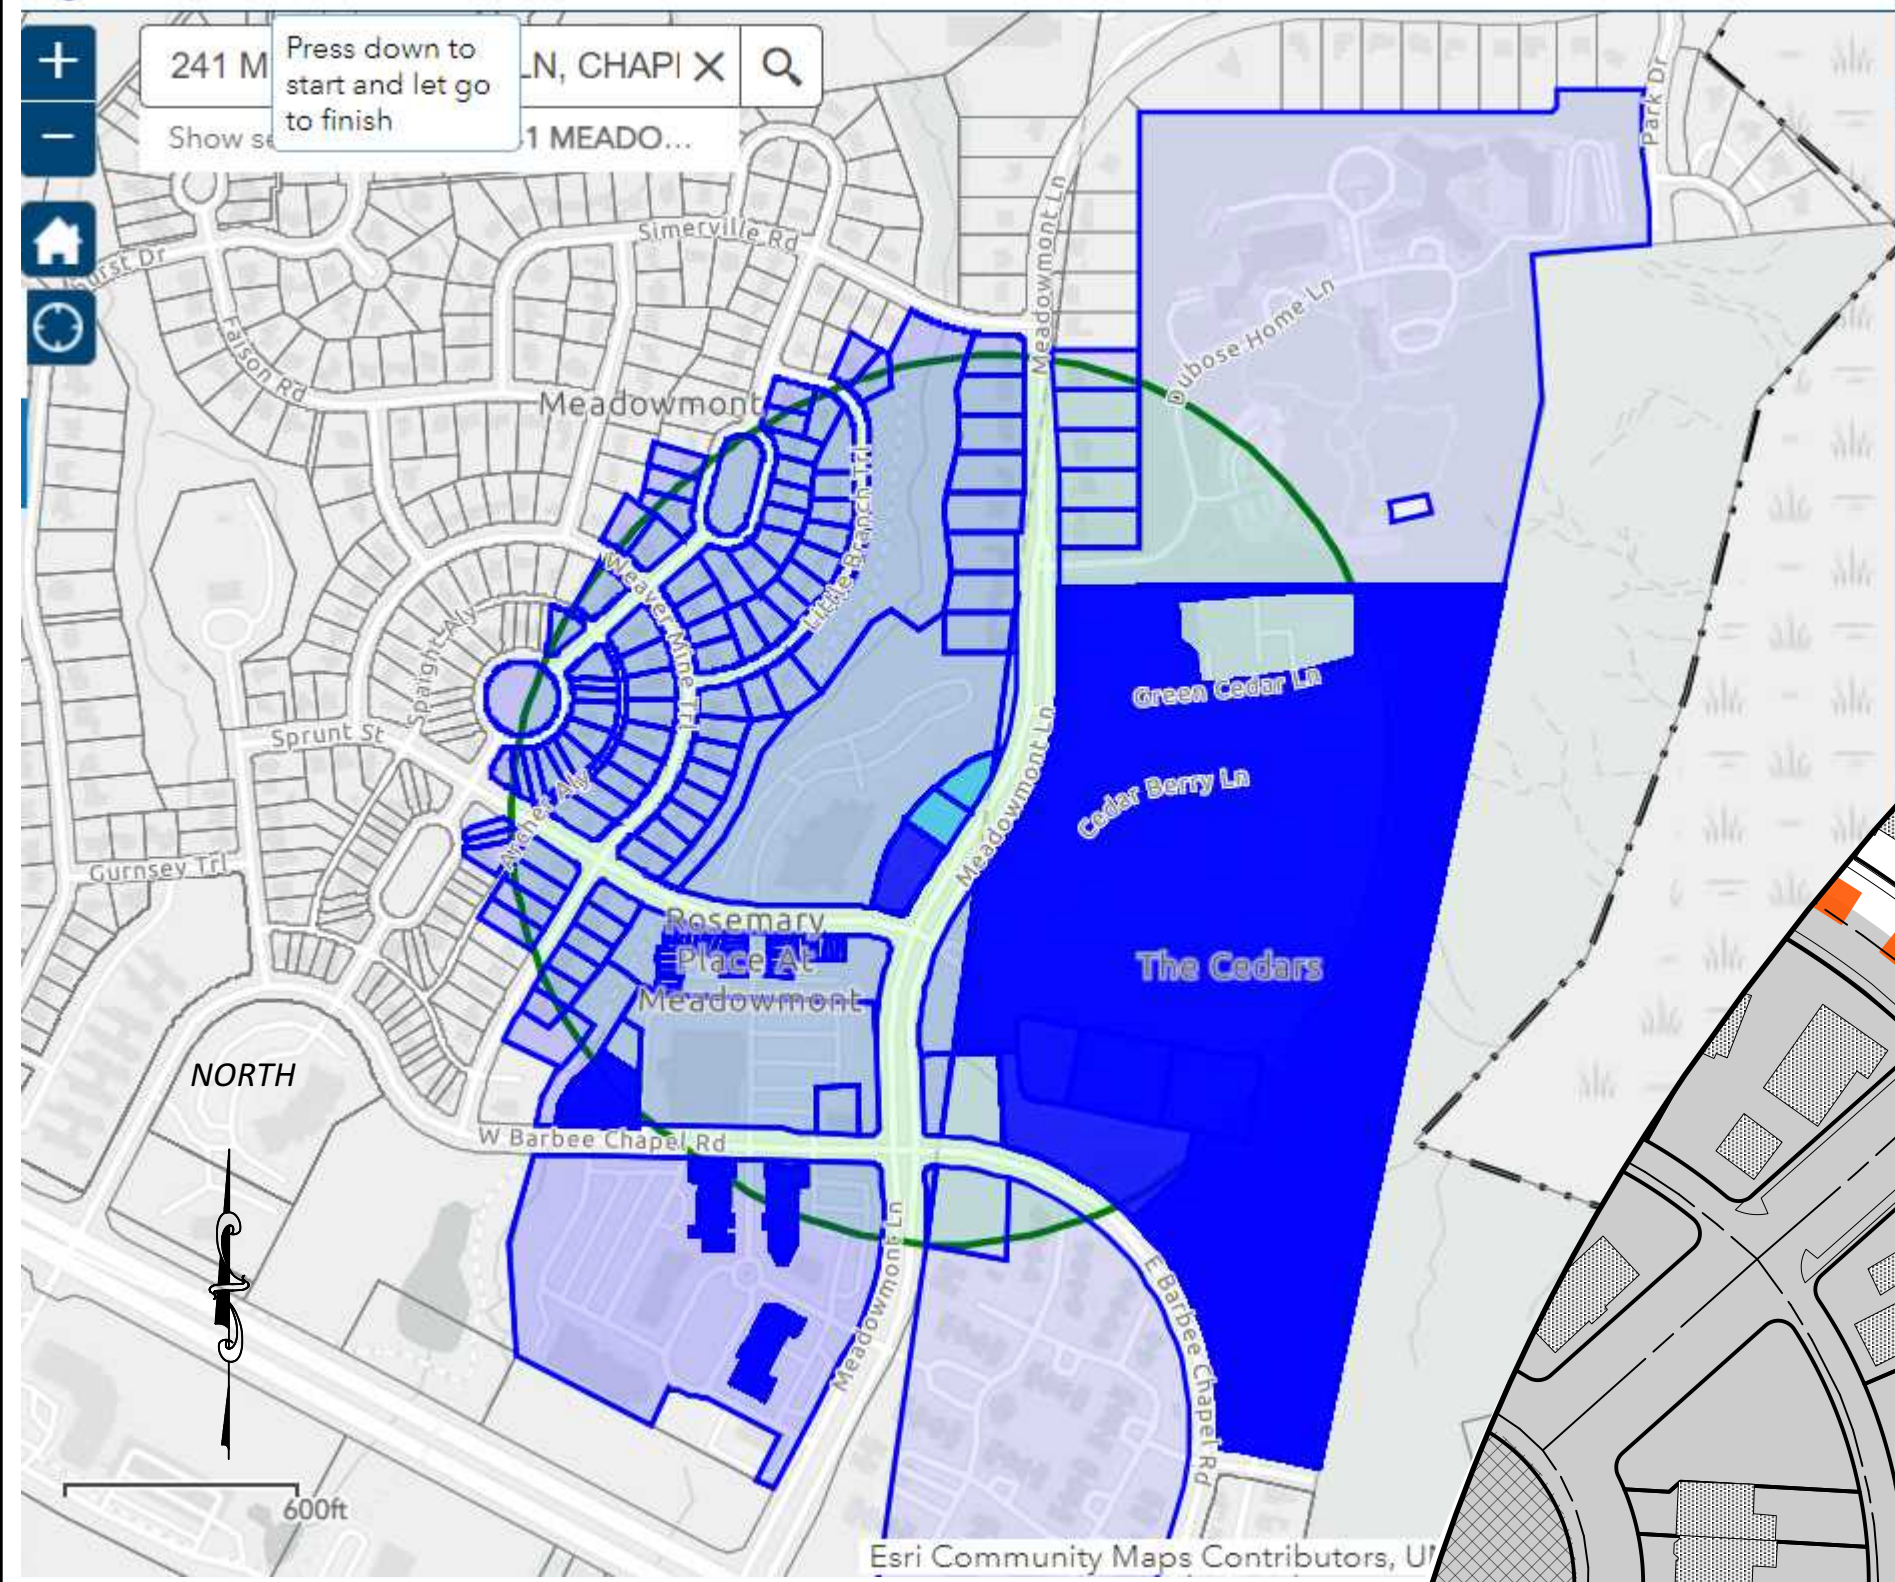 +
241 M
LN, CHAPI
Press down to
start and let go
to finish
−
Show se
1 MEADO...
Park Dr
Simerville Rd
Meadowmont Ln
Faison Rd
Dubose Home Ln
Meadowmont
Little Branch Trl
Weaver Mine Trl
Spaight Aly
Sprunt St
Green Cedar Ln
Meadowmont Ln
Cedar Berry Ln
Archer Aly
Gurnsey Trl
Meadowmont Ln
Rosemary
Place At
Meadowmont
The Cedars
NORTH
W Barbee Chapel Rd
Meadowmont Ln
E Barbee Chapel Rd
600ft
Esri Community Maps Contributors,